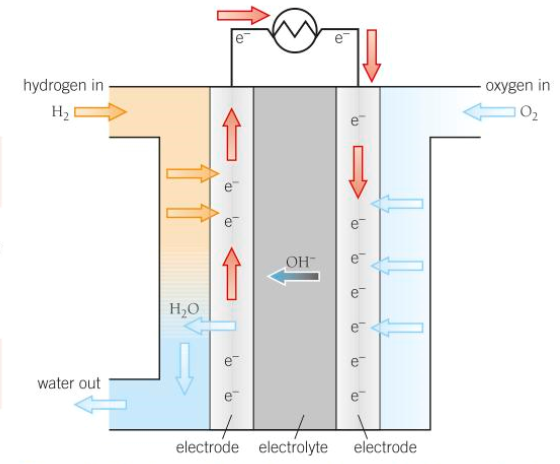 e⁻ e⁻
hydrogen in
oxygen in
H₂
O₂
e⁻
e⁻
e⁻
e⁻
e⁻
OH⁻
e⁻
H₂O
e⁻
e⁻
e⁻
water out
e⁻
e⁻
electrode electrolyte electrode